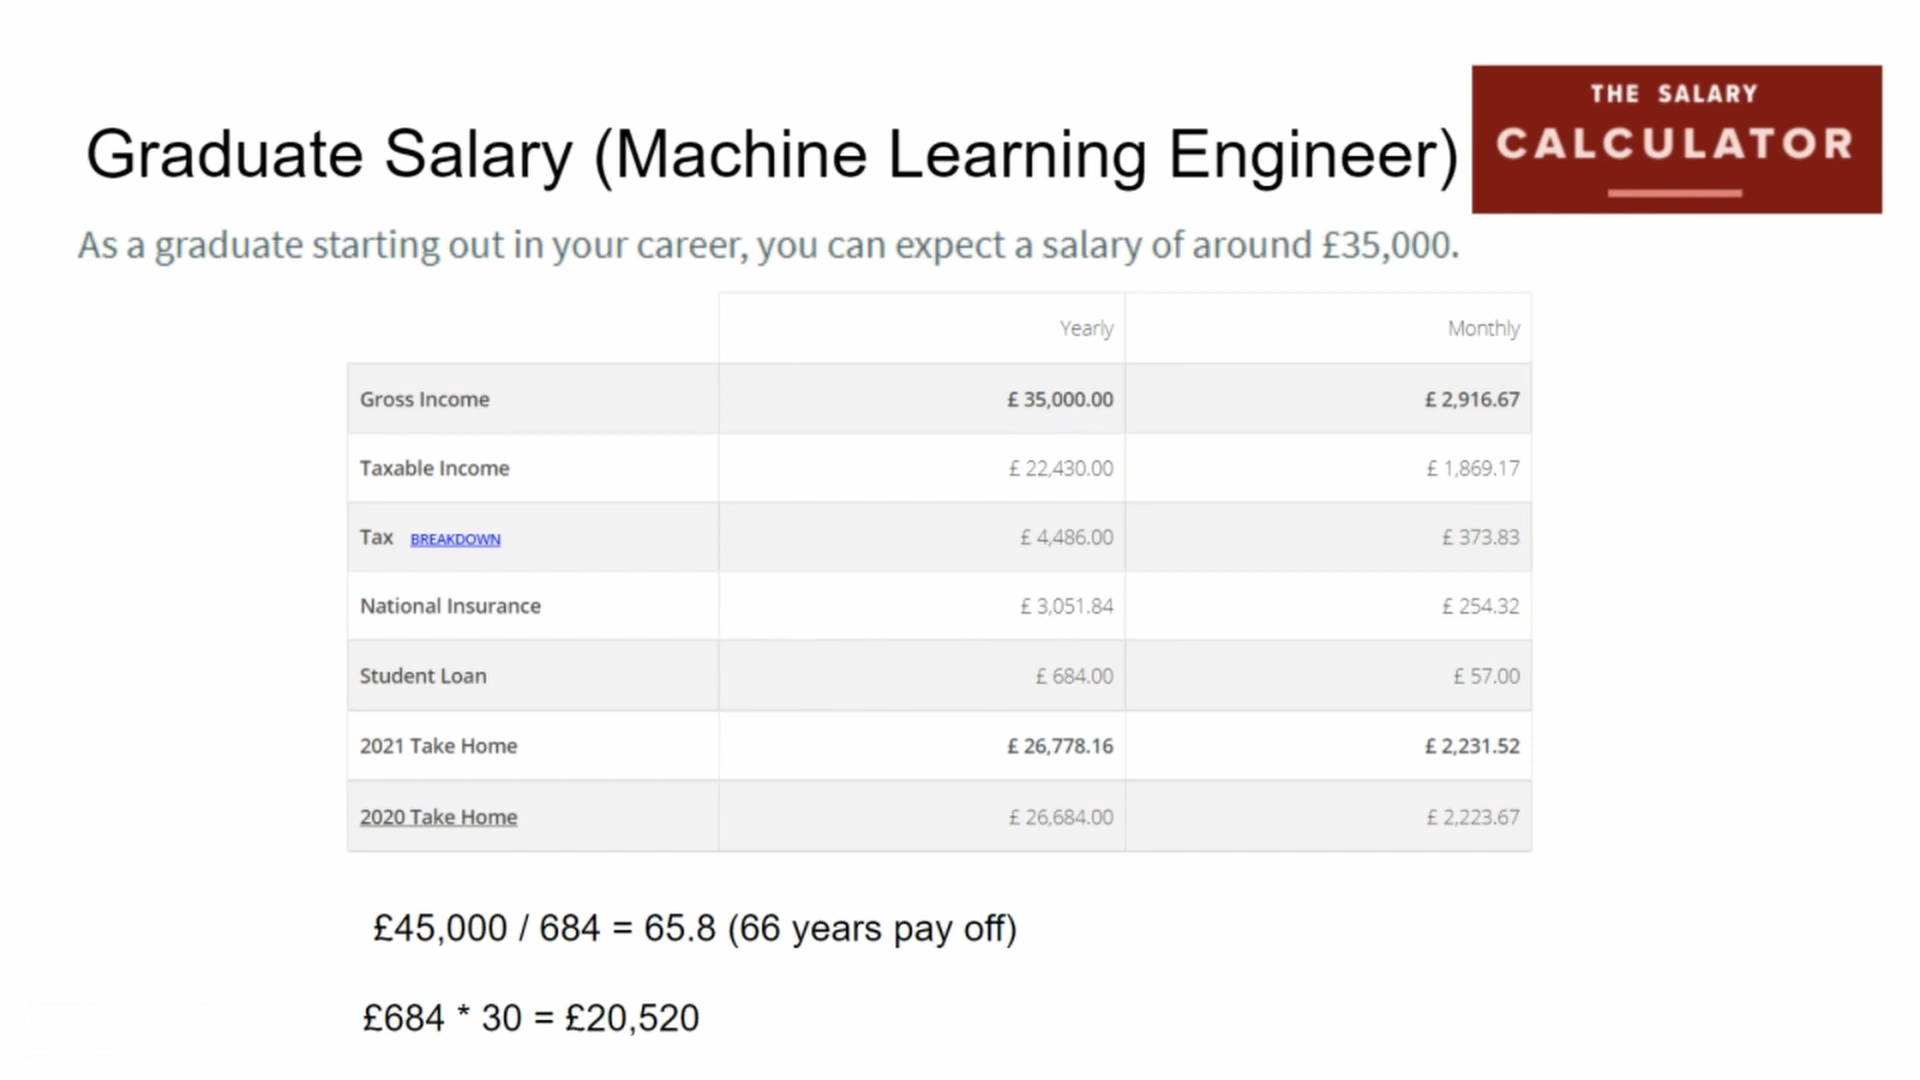 THE SALARY
CALCULATOR
Graduate Salary (Machine Learning Engineer)
As a graduate starting out in your career, you can expect a salary of around £35,000.
Yearly Monthly
Gross Income £ 35,000.00 £ 2,916.67
Taxable Income £ 22,430.00 £ 1,869.17
Tax BREAKDOWN £ 4,486.00 £ 373.83
National Insurance £ 3,051.84 £ 254.32
Student Loan £ 684.00 £ 57.00
2021 Take Home £ 26,778.16 £ 2,231.52
2020 Take Home £ 26,684.00 £ 2,223.67
£45,000 / 684 = 65.8 (66 years pay off)
£684 * 30 = £20,520